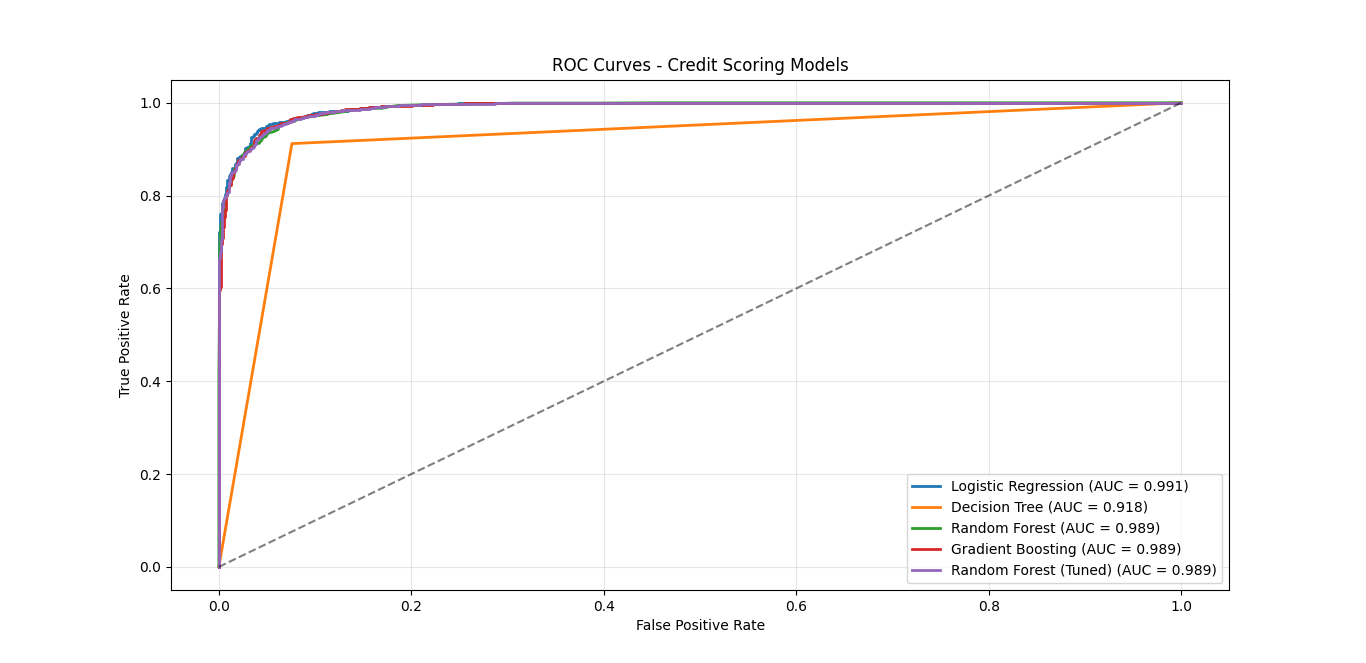 ROC Curves - Credit Scoring Models
1.0
0.8
0.6
0.4
0.2
0.0
True Positive Rate
Logistic Regression (AUC = 0.991)
Decision Tree (AUC = 0.918)
Random Forest (AUC = 0.989)
Gradient Boosting (AUC = 0.989)
Random Forest (Tuned) (AUC = 0.989)
0.0 0.2 0.4 0.6 0.8 1.0
False Positive Rate